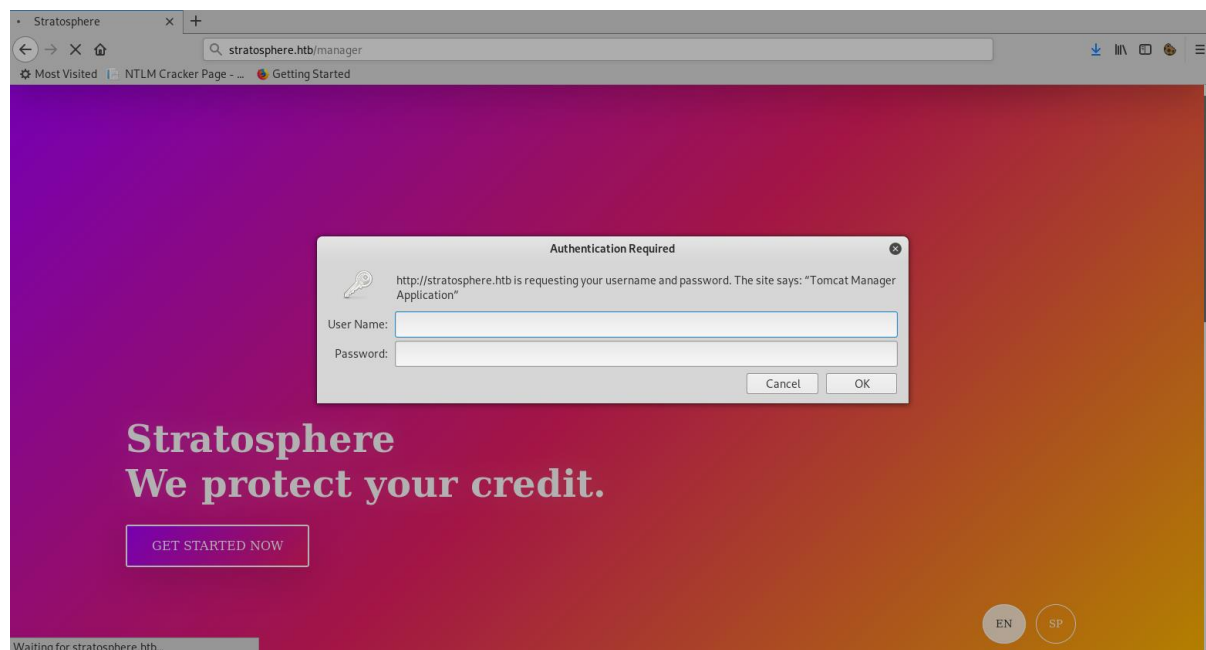 Stratosphere
stratosphere.htb/manager
Most Visited NTLM Cracker Page - ... Getting Started
Authentication Required
http://stratosphere.htb is requesting your username and password. The site says: “Tomcat Manager
Application”
User Name:
Password:
Cancel OK
Stratosphere
We protect your credit.
GET STARTED NOW
EN SP
Waiting for stratosphere.htb...